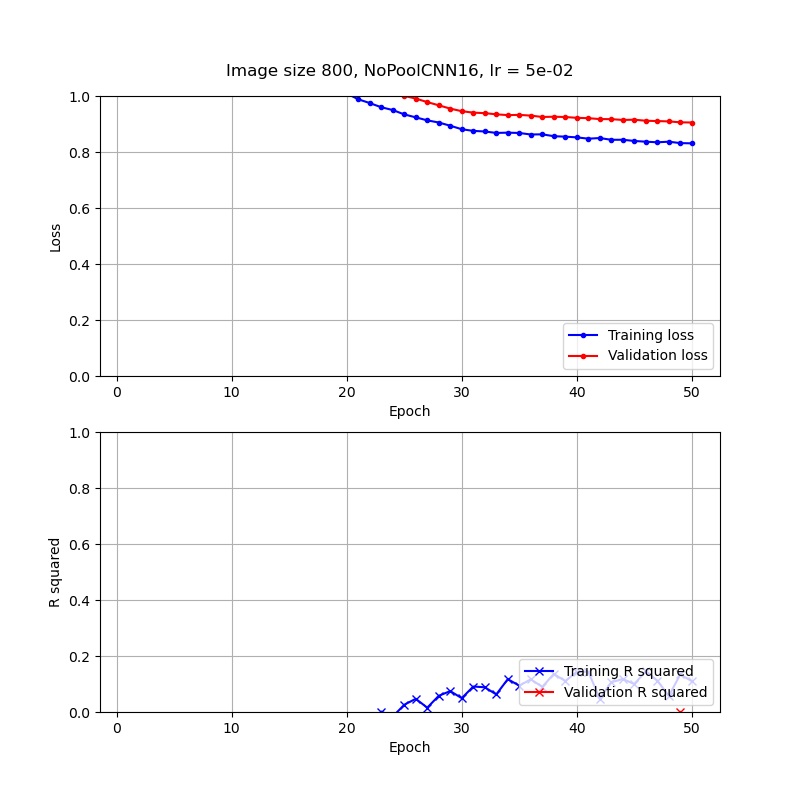 Image size 800, NoPoolCNN16, lr = 5e-02
1.0
0.8
0.6
0.4
0.2
0.0
Loss
Training loss
Validation loss
0 10 20 30 40 50
Epoch
1.0
0.8
0.6
0.4
0.2
0.0
R squared
Training R squared
Validation R squared
0 10 20 30 40 50
Epoch